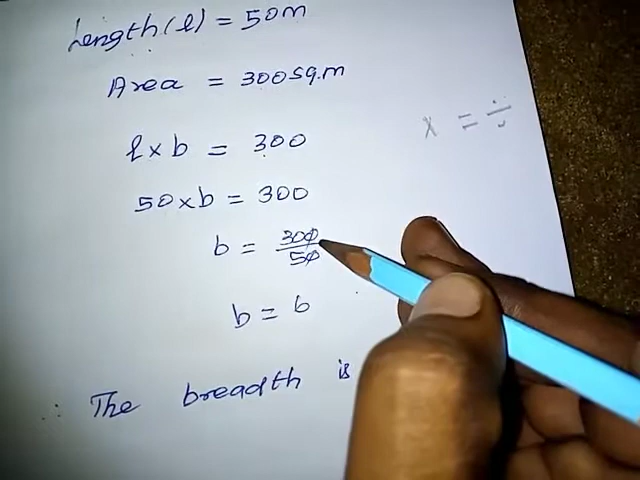 Length(l) = 50m
Area = 300sq.m
l x b = 300
x = ÷
50 x b = 300
b = 300/50
b = 6
∴ The breadth is